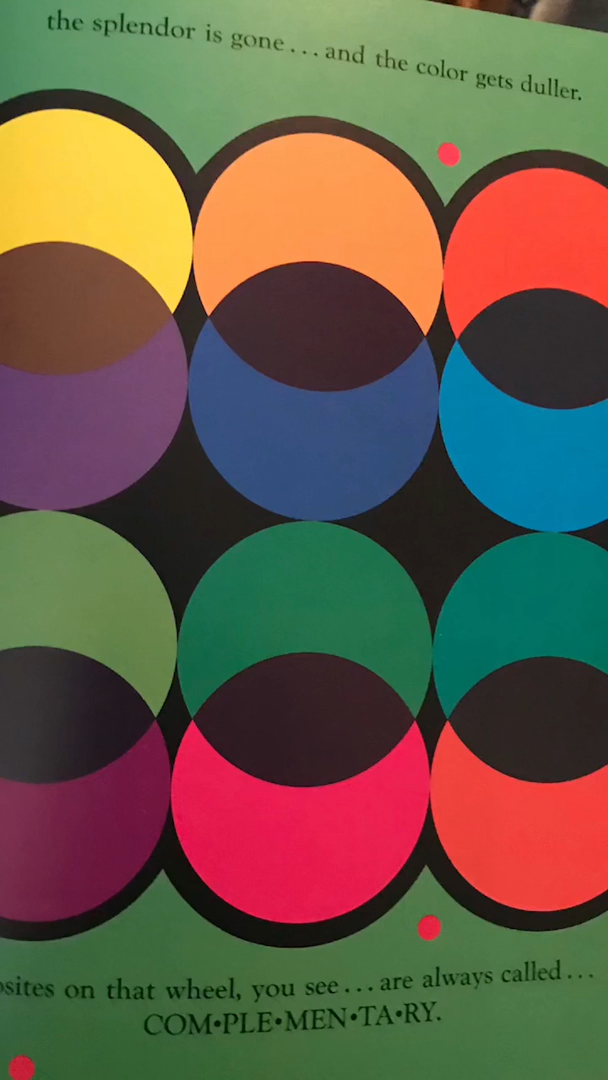 the splendor is gone...and the color gets duller.
on that wheel, you see...are always called...
COM•PLE•MEN•TA•RY.